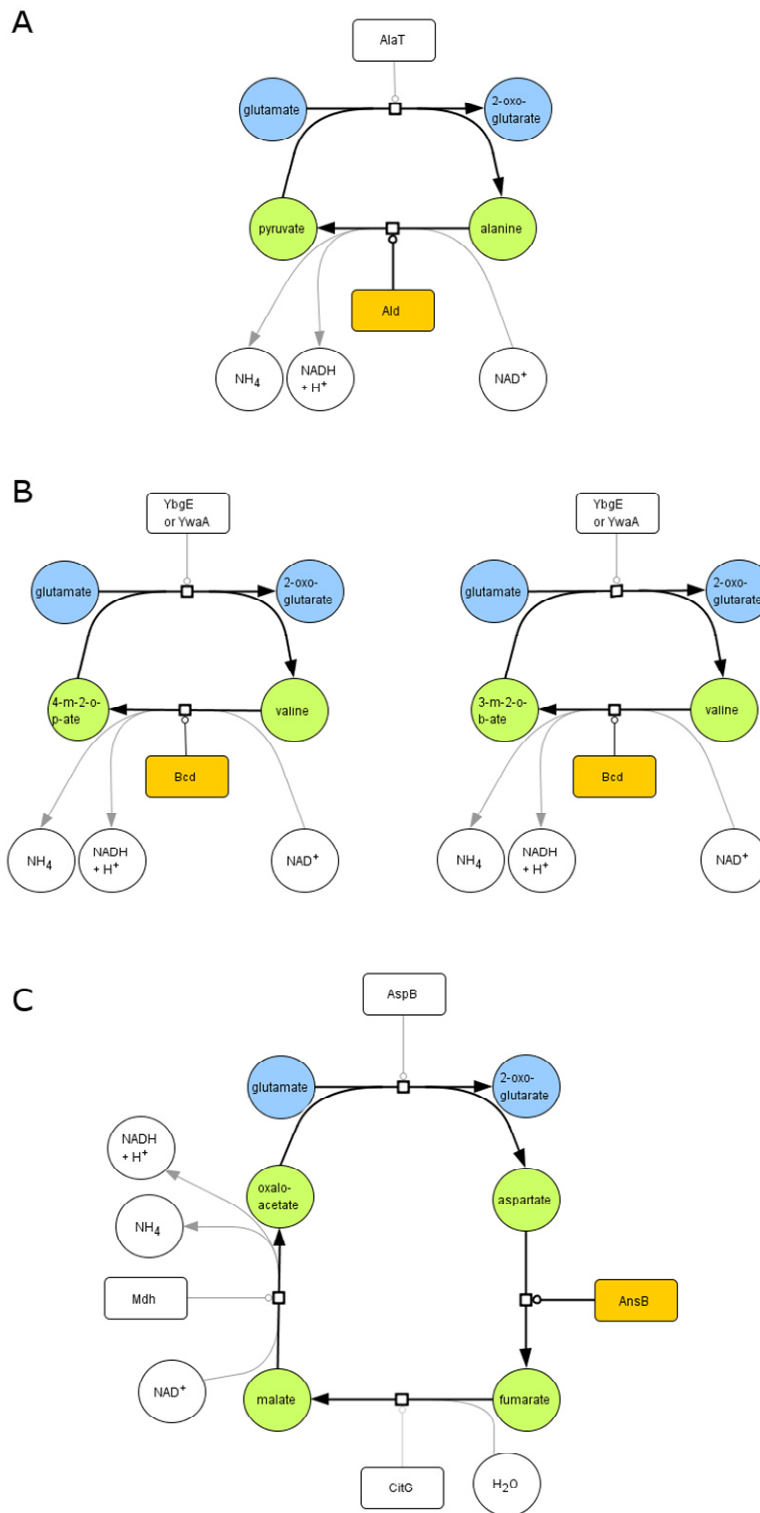 A
AlaT
glutamate
2-oxo-
glutarate
pyruvate
alanine
Ald
NH4
NADH
+ H+
NAD+
B
YbgE
or YwaA
glutamate
2-oxo-
glutarate
4-m-2-o-
p-ate
valine
Bcd
NH4
NADH
+ H+
NAD+
YbgE
or YwaA
glutamate
2-oxo-
glutarate
3-m-2-o-
b-ate
valine
Bcd
NH4
NADH
+ H+
NAD+
C
AspB
glutamate
2-oxo-
glutarate
NADH
+ H+
oxalo-
acetate
aspartate
NH4
Mdh
AnsB
NAD+
malate
fumarate
CitG
H2O